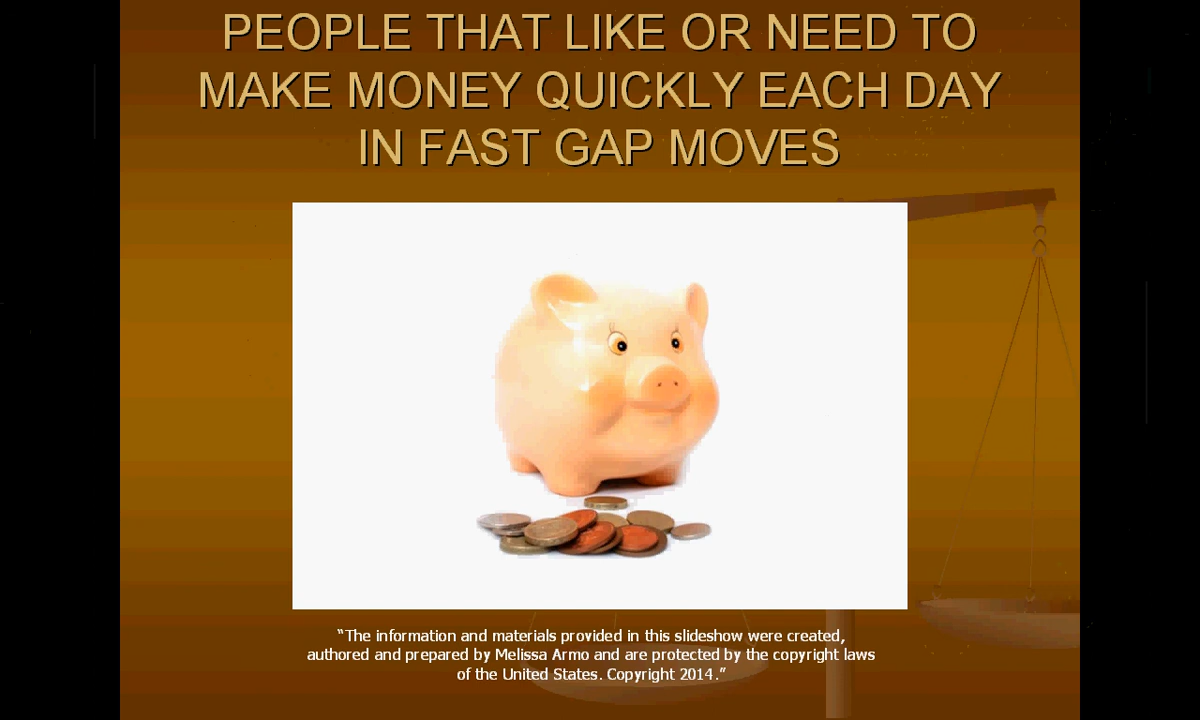 PEOPLE THAT LIKE OR NEED TO
MAKE MONEY QUICKLY EACH DAY
IN FAST GAP MOVES
“The information and materials provided in this slideshow were created,
authored and prepared by Melissa Armo and are protected by the copyright laws
of the United States. Copyright 2014.”